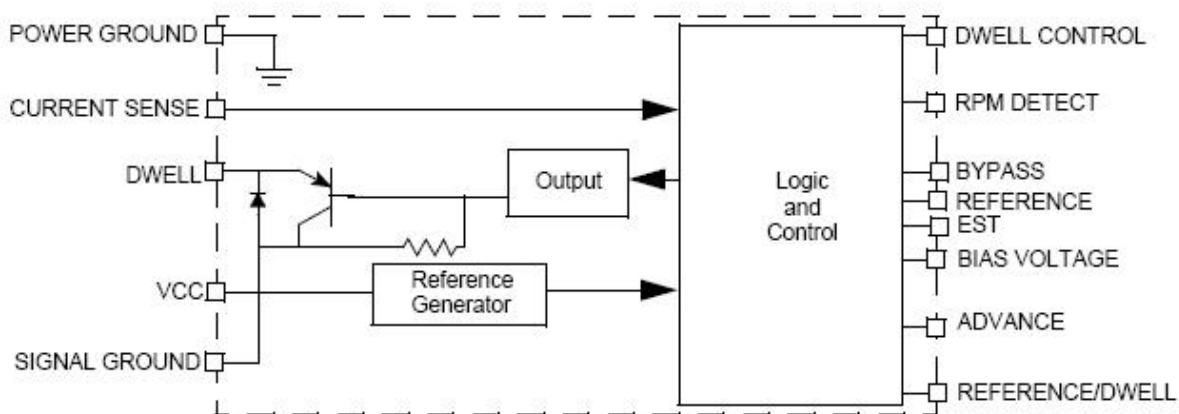 POWER GROUND
CURRENT SENSE
DWELL
VCC
SIGNAL GROUND
Output
Reference
Generator
Logic
and
Control
DWELL CONTROL
RPM DETECT
BYPASS
REFERENCE
EST
BIAS VOLTAGE
ADVANCE
REFERENCE/DWELL